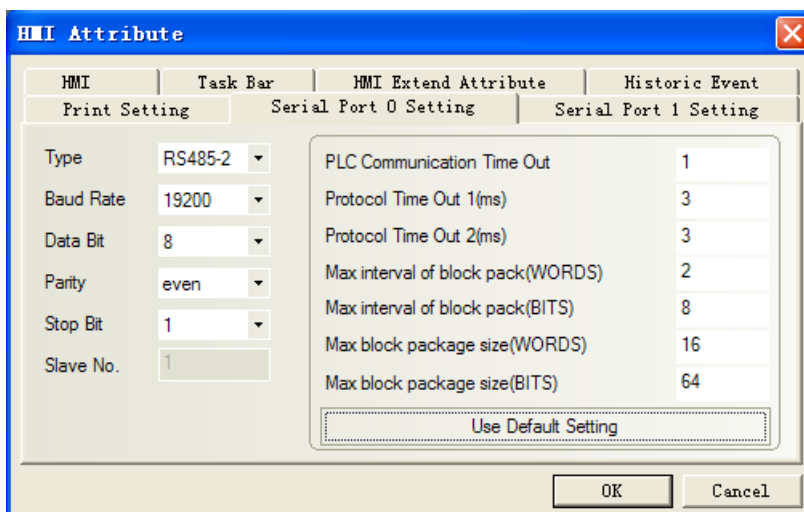 HMI Attribute
HMI Task Bar HMI Extend Attribute Historic Event
Print Setting Serial Port 0 Setting Serial Port 1 Setting
Type RS485-2
Baud Rate 19200
Data Bit 8
Parity even
Stop Bit 1
Slave No. 1
PLC Communication Time Out 1
Protocol Time Out 1(ms) 3
Protocol Time Out 2(ms) 3
Max interval of block pack(WORDS) 2
Max interval of block pack(BITS) 8
Max block package size(WORDS) 16
Max block package size(BITS) 64
Use Default Setting
OK Cancel